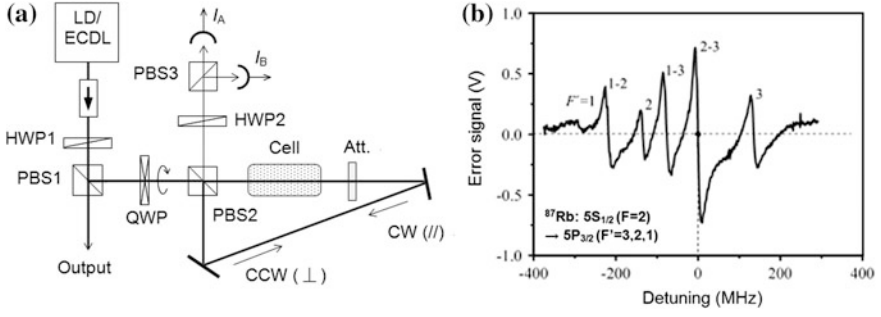 (a)
LD/
ECDL
I_A
I_B
PBS3
HWP2
HWP1
Cell
Att.
PBS1
QWP
PBS2
CW (//)
CCW (⊥)
Output
(b)
Error signal (V)
1.0
0.5
0.0
-0.5
-1.0
F'=1
1-2
2
1-3
2-3
3
⁸⁷Rb: 5S₁/₂ (F=2)
→ 5P₃/₂ (F'=3,2,1)
-400
-200
0
200
400
Detuning (MHz)